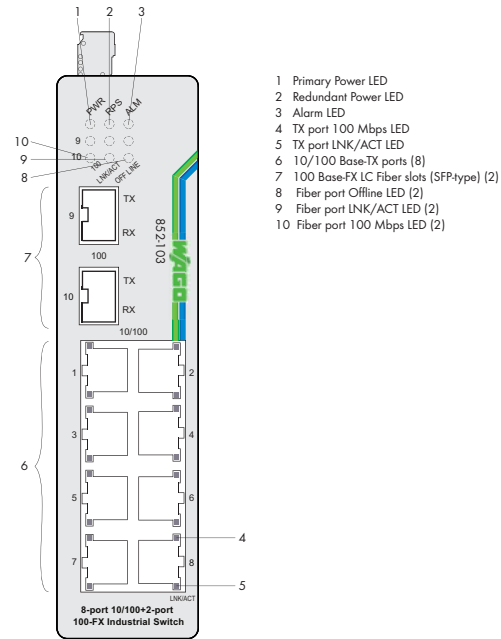 1 2 3
PWR RPS ALM
9
10
10
9
8
100 LNK/ACT OFF LINE
TX
9
RX
100
852-103
WAGO
7
TX
10
RX
10/100
1 2
3 4
6
5 6
7 8
4
5
LNK/ACT
8-port 10/100+2-port
100-FX Industrial Switch
1 Primary Power LED
2 Redundant Power LED
3 Alarm LED
4 TX port 100 Mbps LED
5 TX port LNK/ACT LED
6 10/100 Base-TX ports (8)
7 100 Base-FX LC Fiber slots (SFP-type) (2)
8 Fiber port Offline LED (2)
9 Fiber port LNK/ACT LED (2)
10 Fiber port 100 Mbps LED (2)